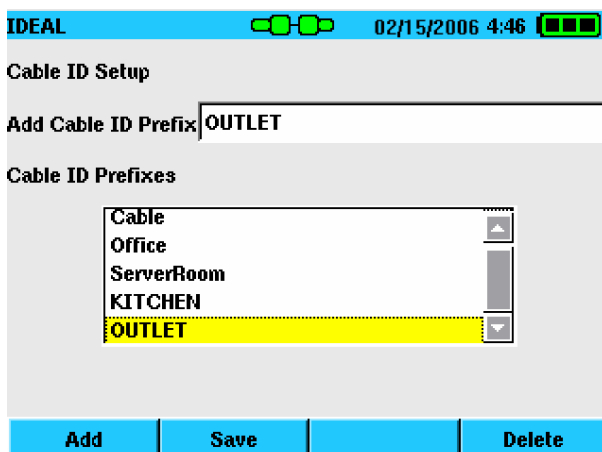 IDEAL 02/15/2006 4:46
Cable ID Setup
Add Cable ID Prefix OUTLET
Cable ID Prefixes
Cable
Office
ServerRoom
KITCHEN
OUTLET
Add Save Delete